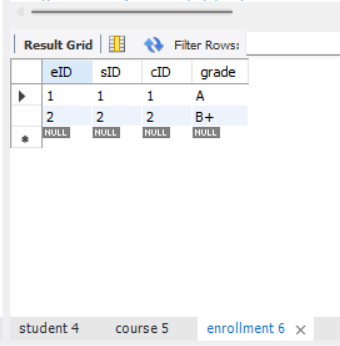 Result Grid Filter Rows:
eID sID cID grade
1 1 1 A
2 2 2 B+
NULL NULL NULL NULL
student 4 course 5 enrollment 6